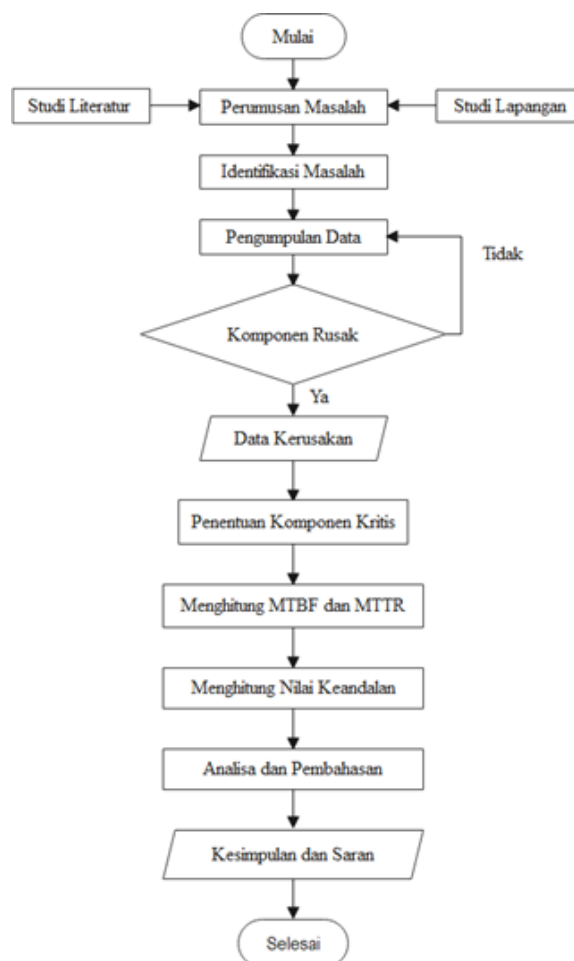 Mulai
Studi Literatur
Perumusan Masalah
Studi Lapangan
Identifikasi Masalah
Pengumpulan Data
Tidak
Komponen Rusak
Ya
Data Kerusakan
Penentuan Komponen Kritis
Menghitung MTBF dan MTTR
Menghitung Nilai Keandalan
Analisa dan Pembahasan
Kesimpulan dan Saran
Selesai